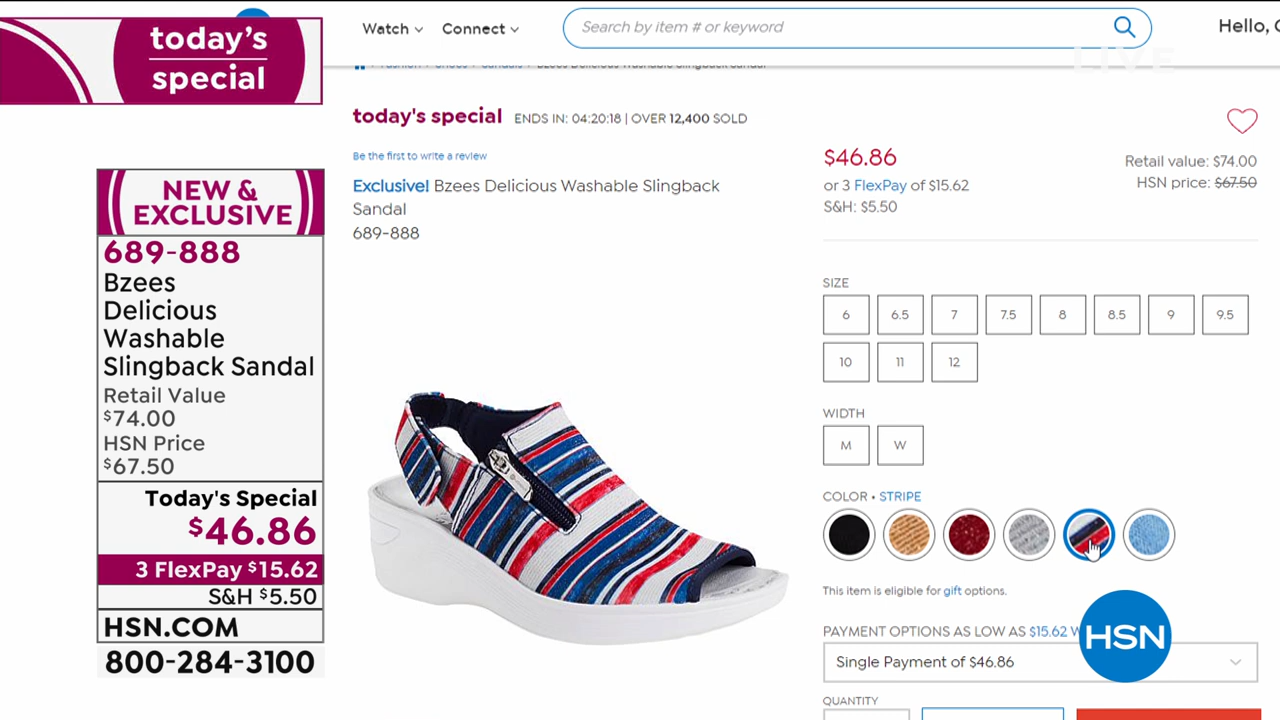 today's
special
Watch
Connect
Search by item # or keyword
Hello,
LIVE
today's special ENDS IN: 04:20:18 | OVER 12,400 SOLD
Be the first to write a review
Exclusive! Bzees Delicious Washable Slingback
Sandal
689-888
$46.86
or 3 FlexPay of $15.62
S&H: $5.50
Retail value: $74.00
HSN price: $67.50
NEW &
EXCLUSIVE
689-888
Bzees
Delicious
Washable
Slingback Sandal
Retail Value
$74.00
HSN Price
$67.50
Today's Special
$46.86
3 FlexPay $15.62
S&H $5.50
HSN.COM
800-284-3100
SIZE
6 6.5 7 7.5 8 8.5 9 9.5
10 11 12
WIDTH
M W
COLOR • STRIPE
This item is eligible for gift options.
PAYMENT OPTIONS AS LOW AS $15.62
HSN
Single Payment of $46.86
QUANTITY